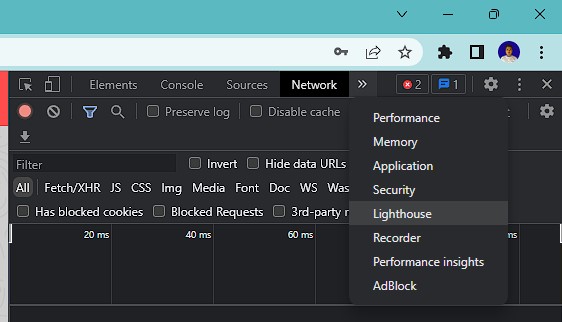 Elements Console Sources Network » 2 1
Preserve log Disable cache
Performance
Memory
Application
Security
Lighthouse
Recorder
Performance insights
AdBlock
Filter Invert Hide data URLs
All Fetch/XHR JS CSS Img Media Font Doc WS Was
Has blocked cookies Blocked Requests 3rd-party r
20 ms 40 ms 60 ms ms